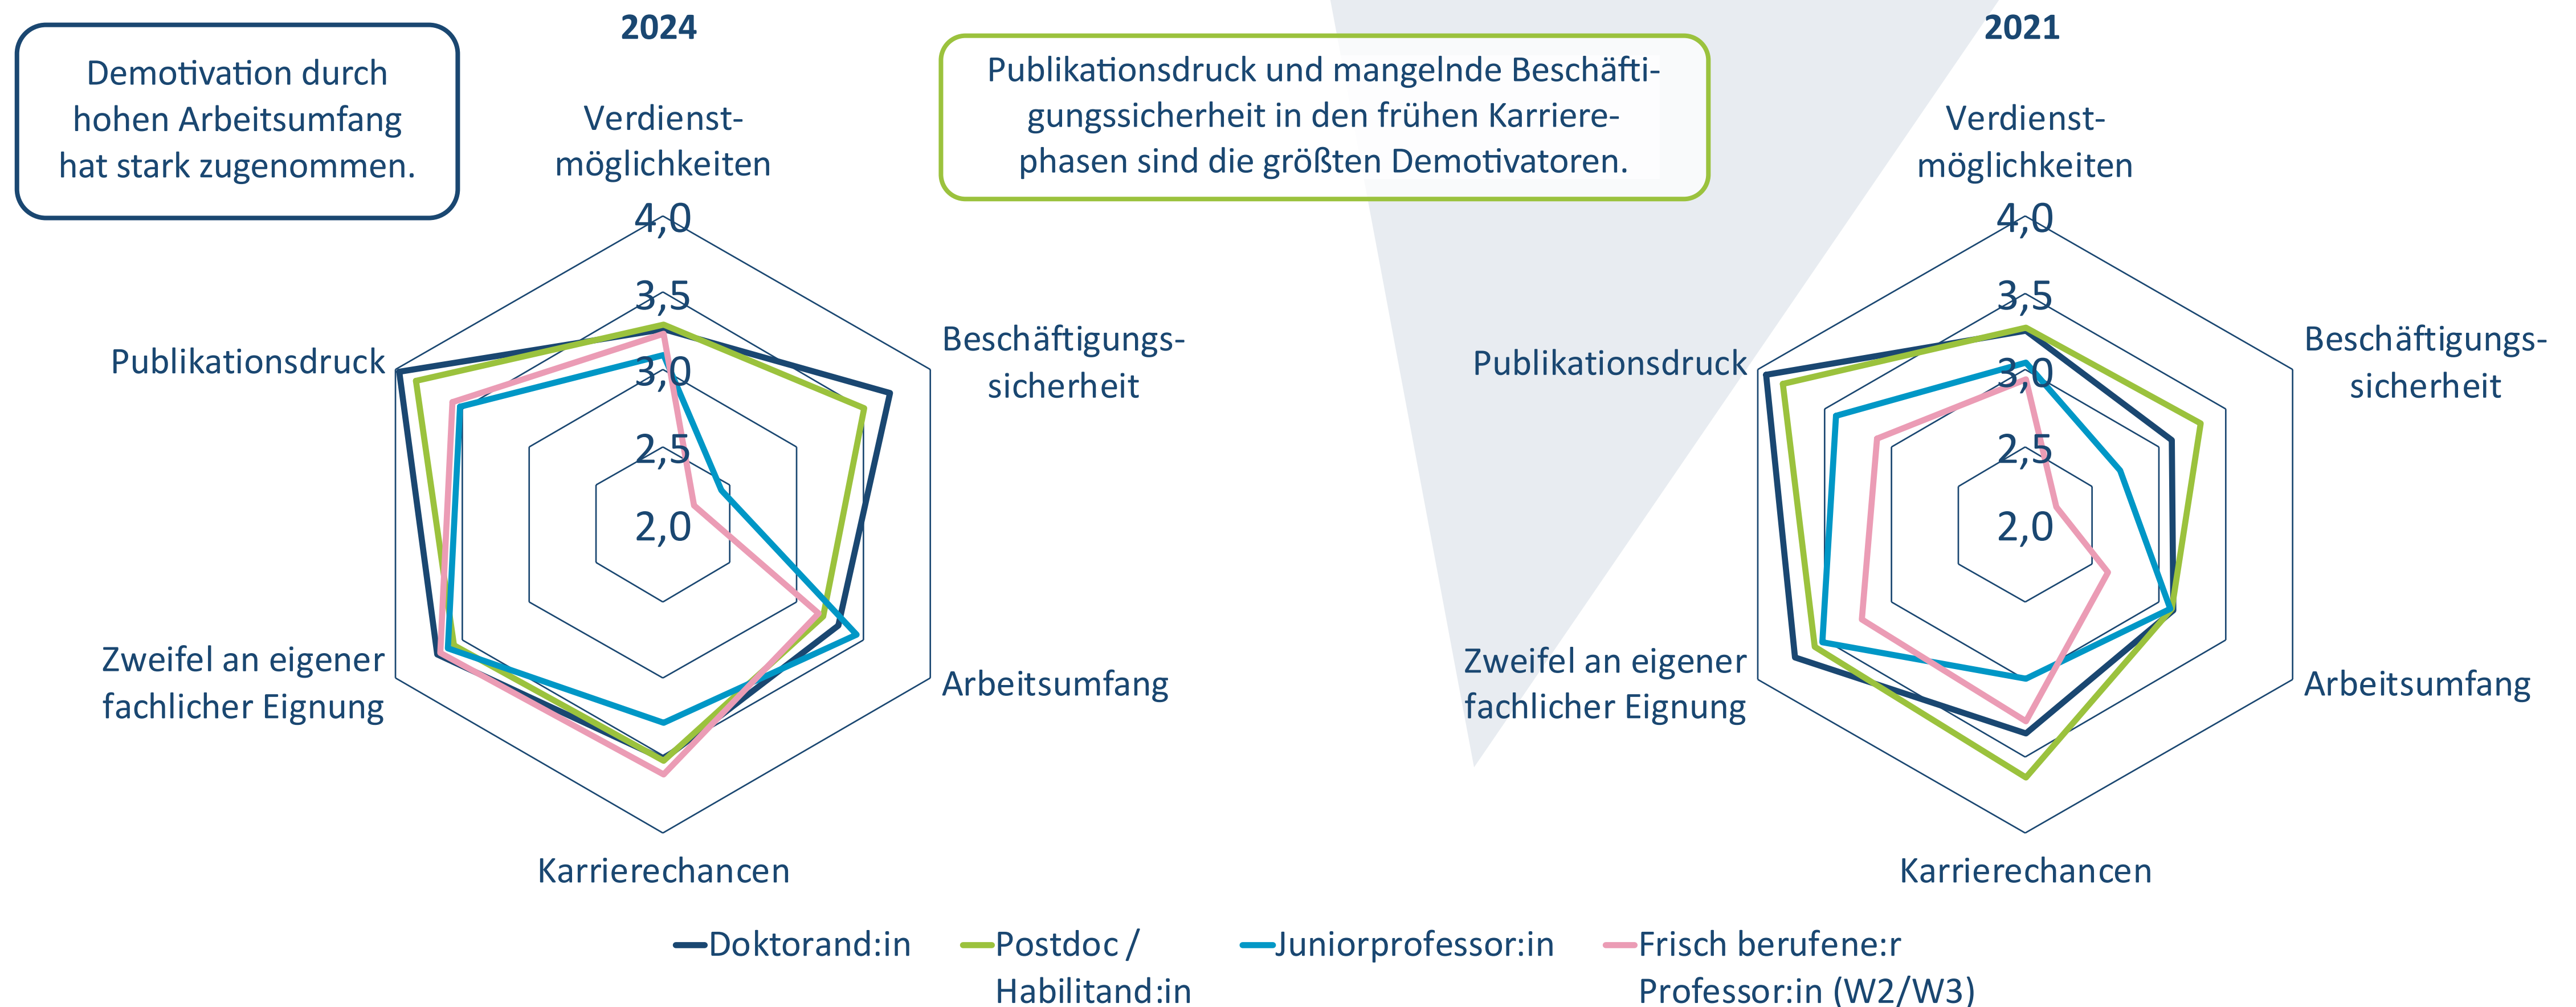 2024
Demotivation durch
hohen Arbeitsumfang
hat stark zugenommen.
Verdienst-
möglichkeiten
4,0
3,5
3,0
2,5
2,0
Beschäftigungs-
sicherheit
Arbeitsumfang
Karrierechancen
Zweifel an eigener
fachlicher Eignung
Publikationsdruck
Publikationsdruck und mangelnde Beschäfti-
gungssicherheit in den frühen Karriere-
phasen sind die größten Demotivatoren.
2021
Verdienst-
möglichkeiten
4,0
3,5
3,0
2,5
2,0
Beschäftigungs-
sicherheit
Arbeitsumfang
Karrierechancen
Zweifel an eigener
fachlicher Eignung
Publikationsdruck
Doktorand:in
Postdoc /
Habilitand:in
Juniorprofessor:in
Frisch berufene:r
Professor:in (W2/W3)